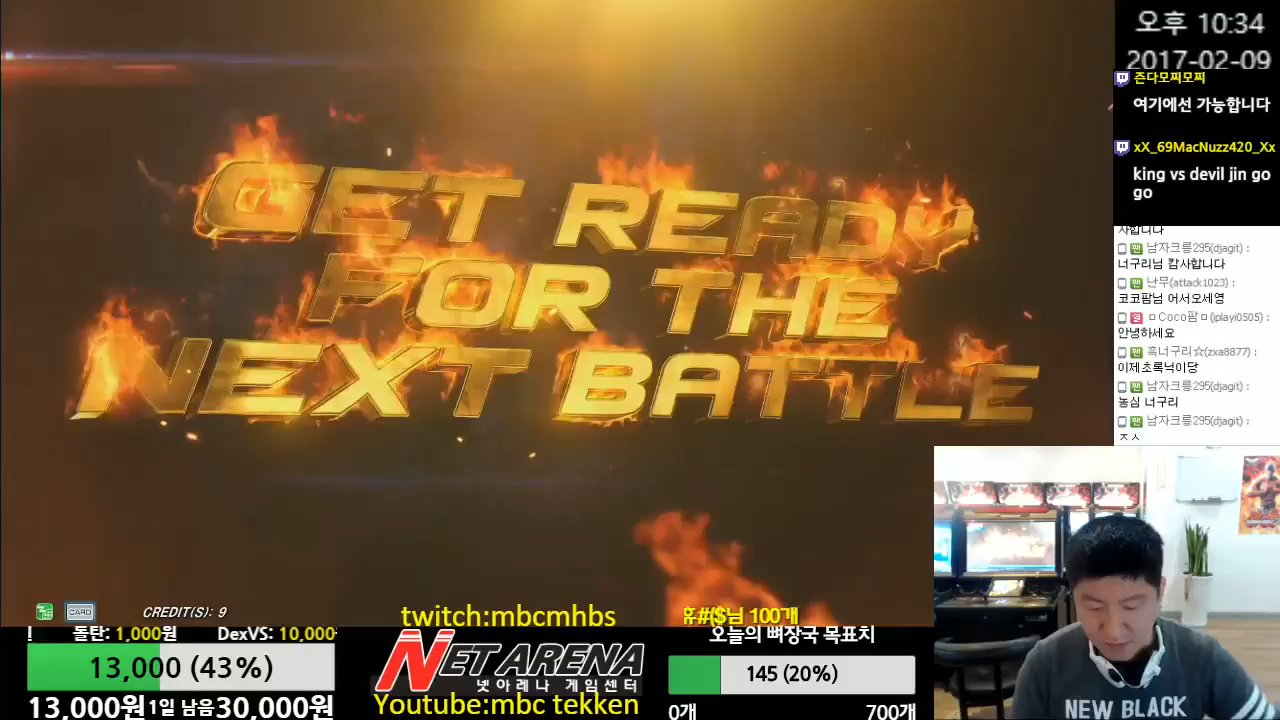 GET READY
FOR THE
NEXT BATTLE
오후 10:34
2017-02-09
즌다모찌모찌
여기에선 가능합니다
xX_69MacNuzz420_Xx
king vs devil jin go
go
사합니다
남자크롱295(djagit) :
너구리님 캄사합니다
난무(attack1023) :
코코팜님 어서오세영
ㅁCoco팜ㅁ(iplayi0505) :
안녕하세요
흑너구리☆(zxa8877) :
이제초록닉이당
남자크롱295(djagit) :
농심 너구리
남자크롱295(djagit) :
ㅈㅅ
CARD
CREDIT(S): 9
! 돌탄: 1,000원 DexVS: 10,000
13,000 (43%)
13,000원 1일 남음 30,000원
twitch:mbcmhbs
NET ARENA
넷아레나 게임센터
Youtube:mbc tekken
님 100개
오늘의 뼈장국 목표치
145 (20%)
0개 700개
NEW BLACK